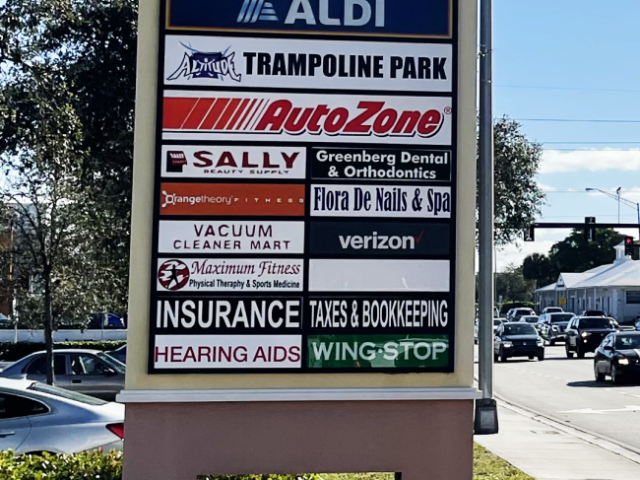 ALDI
ALTITUDE TRAMPOLINE PARK
AutoZone®
SALLY
BEAUTY SUPPLY
Greenberg Dental
& Orthodontics
Orangetheory FITNESS
Flora De Nails & Spa
VACUUM
CLEANER MART
verizon
Maximum Fitness
Physical Theraphy & Sports Medicine
INSURANCE
TAXES & BOOKKEEPING
HEARING AIDS
WING-STOP